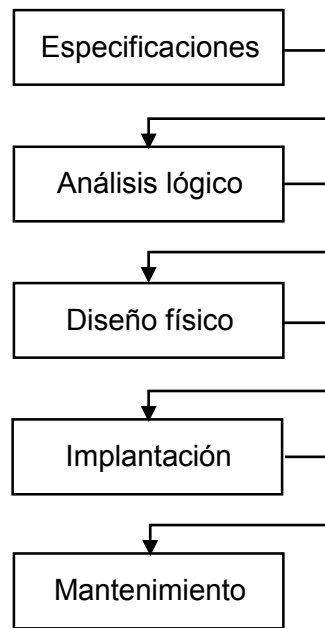 Especificaciones
Análisis lógico
Diseño físico
Implantación
Mantenimiento